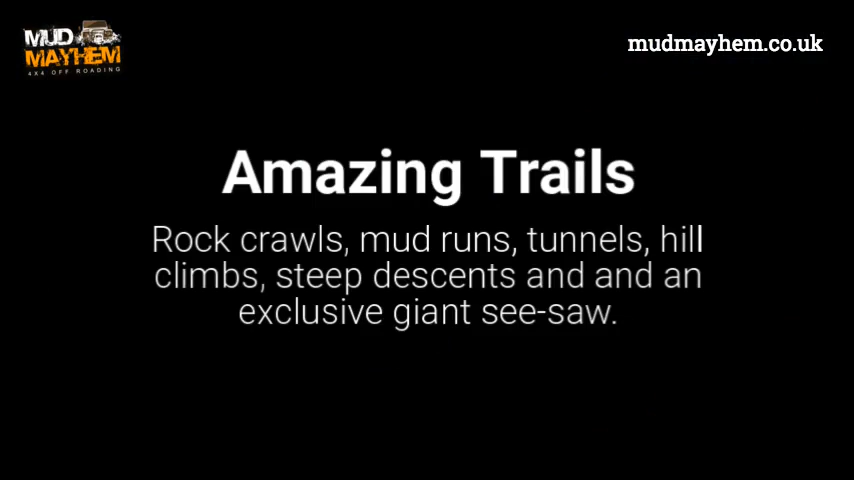 MUD
MAYHEM
4X4 OFF ROADING
mudmayhem.co.uk
Amazing Trails
Rock crawls, mud runs, tunnels, hill
climbs, steep descents and and an
exclusive giant see-saw.